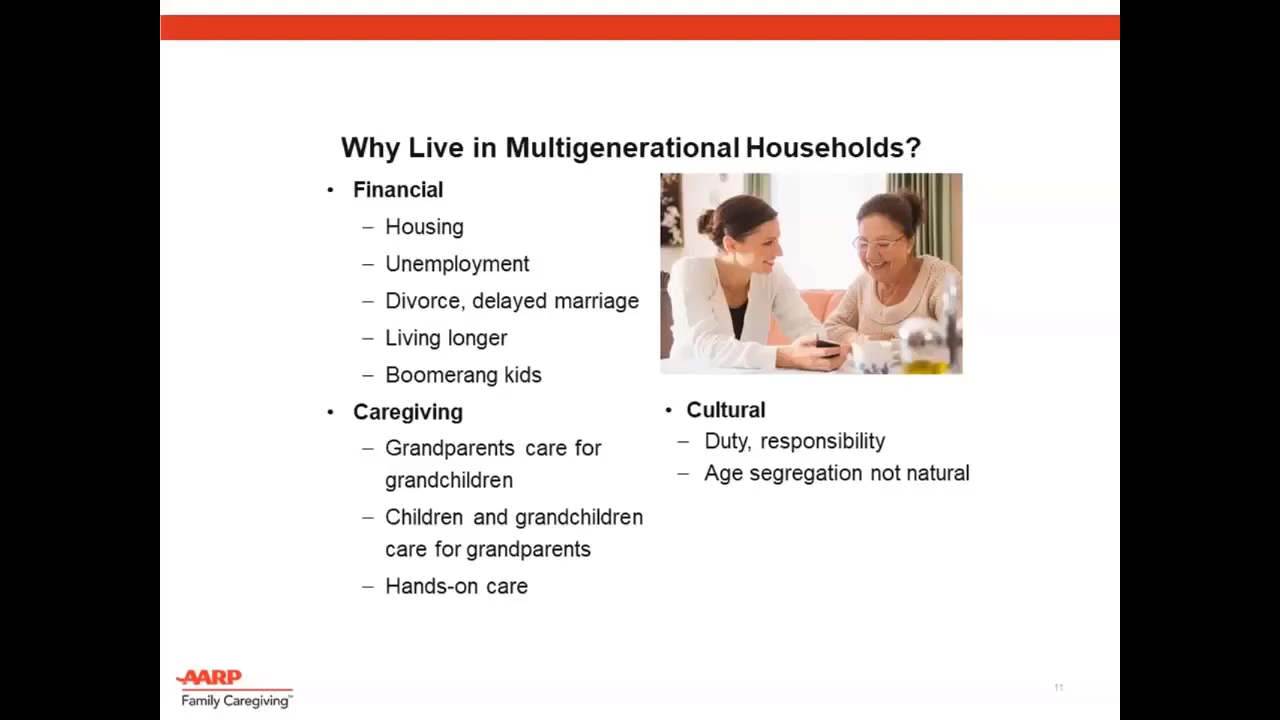 Why Live in Multigenerational Households?
• Financial
– Housing
– Unemployment
– Divorce, delayed marriage
– Living longer
– Boomerang kids
• Caregiving
– Grandparents care for
grandchildren
– Children and grandchildren
care for grandparents
– Hands-on care
• Cultural
– Duty, responsibility
– Age segregation not natural
AARP
Family Caregiving™
11